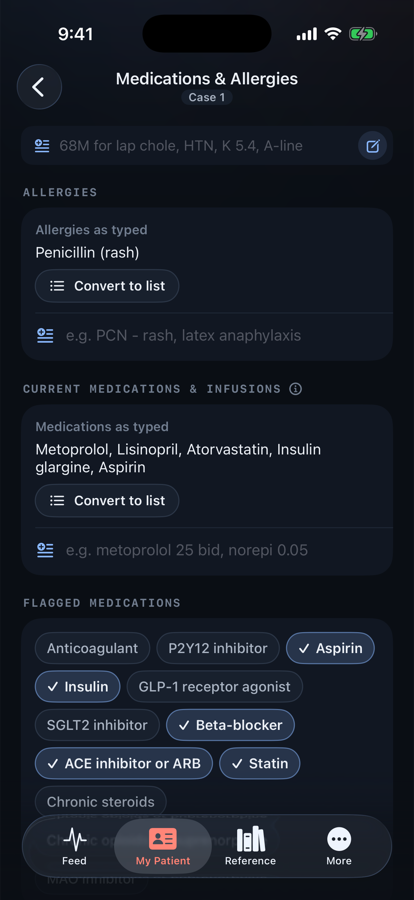 9:41
Medications & Allergies
Case 1
68M for lap chole, HTN, K 5.4, A-line
ALLERGIES
Allergies as typed
Penicillin (rash)
Convert to list
e.g. PCN - rash, latex anaphylaxis
CURRENT MEDICATIONS & INFUSIONS
Medications as typed
Metoprolol, Lisinopril, Atorvastatin, Insulin
glargine, Aspirin
Convert to list
e.g. metoprolol 25 bid, norepi 0.05
FLAGGED MEDICATIONS
Anticoagulant P2Y12 inhibitor Aspirin
Insulin GLP-1 receptor agonist
SGLT2 inhibitor Beta-blocker
ACE inhibitor or ARB Statin
Chronic steroids
Feed My Patient Reference More
MAO inhibitor